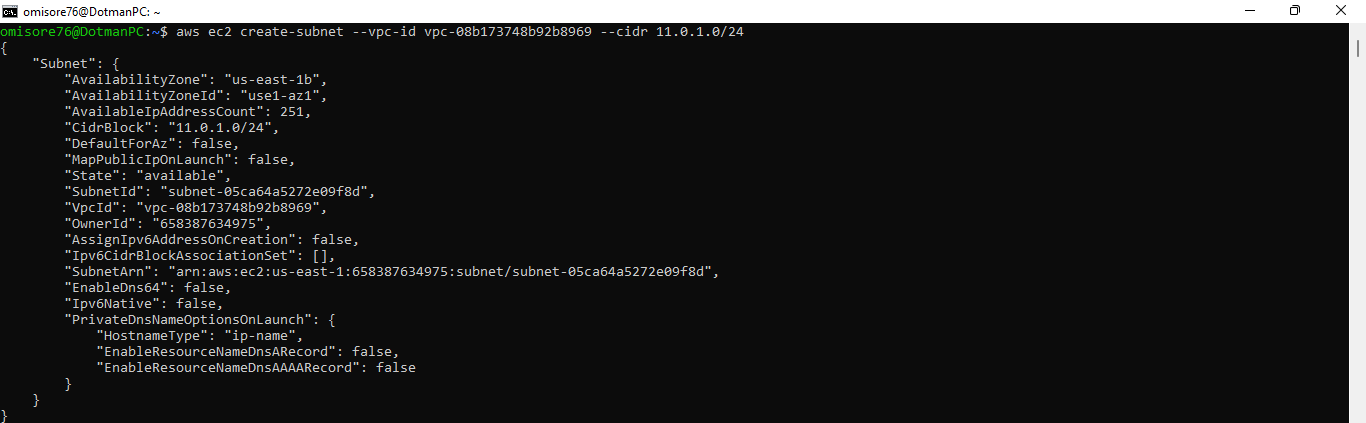 omisore76@DotmanPC: ~
omisore76@DotmanPC:~$ aws ec2 create-subnet --vpc-id vpc-08b173748b92b8969 --cidr 11.0.1.0/24
{
    "Subnet": {
        "AvailabilityZone": "us-east-1b",
        "AvailabilityZoneId": "use1-az1",
        "AvailableIpAddressCount": 251,
        "CidrBlock": "11.0.1.0/24",
        "DefaultForAz": false,
        "MapPublicIpOnLaunch": false,
        "State": "available",
        "SubnetId": "subnet-05ca64a5272e09f8d",
        "VpcId": "vpc-08b173748b92b8969",
        "OwnerId": "658387634975",
        "AssignIpv6AddressOnCreation": false,
        "Ipv6CidrBlockAssociationSet": [],
        "SubnetArn": "arn:aws:ec2:us-east-1:658387634975:subnet/subnet-05ca64a5272e09f8d",
        "EnableDns64": false,
        "Ipv6Native": false,
        "PrivateDnsNameOptionsOnLaunch": {
            "HostnameType": "ip-name",
            "EnableResourceNameDnsARecord": false,
            "EnableResourceNameDnsAAAARecord": false
        }
    }
}